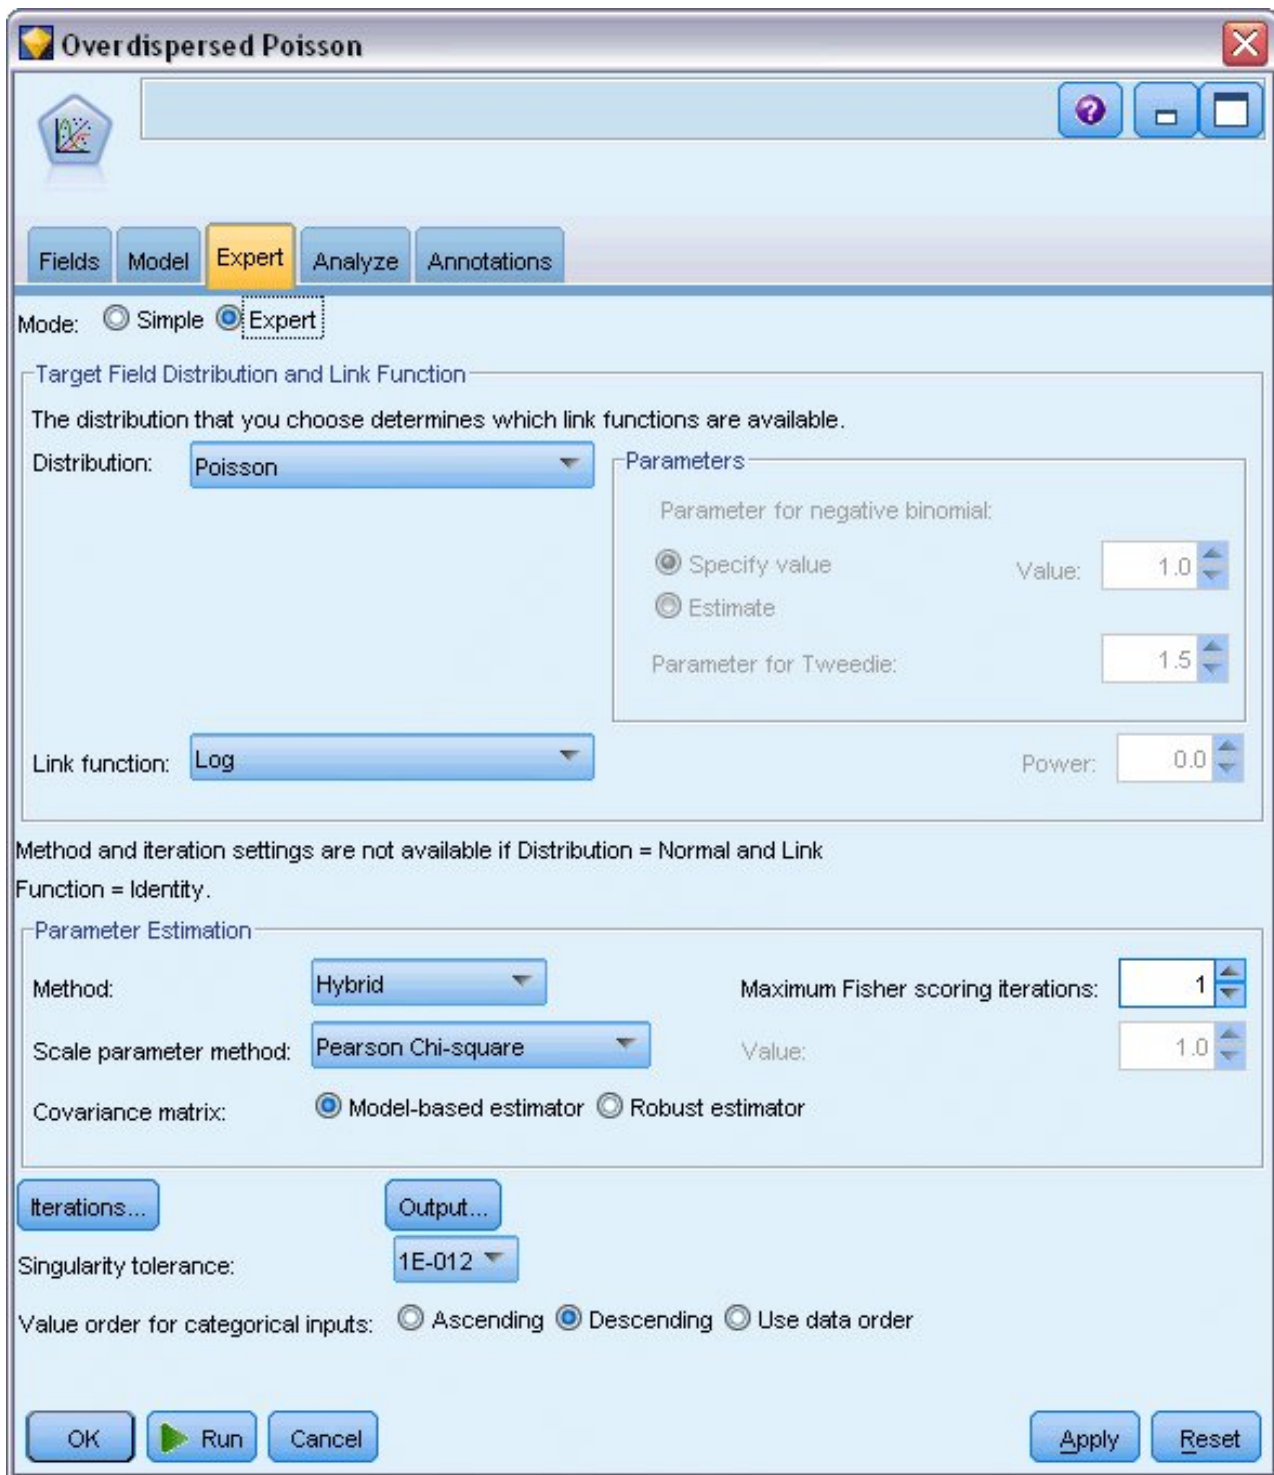 Overdispersed Poisson
Fields Model Expert Analyze Annotations
Mode: Simple Expert
Target Field Distribution and Link Function
The distribution that you choose determines which link functions are available.
Distribution: Poisson
Parameters
Parameter for negative binomial:
Specify value Value: 1.0
Estimate
Parameter for Tweedie: 1.5
Link function: Log Power: 0.0
Method and iteration settings are not available if Distribution = Normal and Link
Function = Identity.
Parameter Estimation
Method: Hybrid Maximum Fisher scoring iterations: 1
Scale parameter method: Pearson Chi-square Value: 1.0
Covariance matrix: Model-based estimator Robust estimator
Iterations... Output...
Singularity tolerance: 1E-012
Value order for categorical inputs: Ascending Descending Use data order
OK Run Cancel Apply Reset